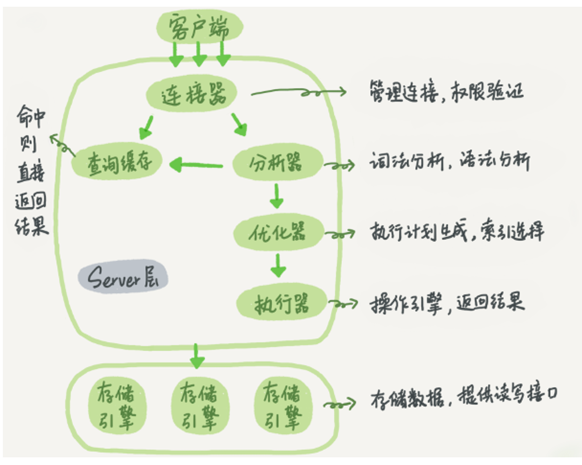 客户端
连接器
管理连接，权限验证
命中
则
直接
返回
结果
查询缓存
分析器
词法分析，语法分析
优化器
执行计划生成，索引选择
Server层
执行器
操作引擎，返回结果
存储
引擎
存储
引擎
存储
引擎
存储数据，提供读写接口